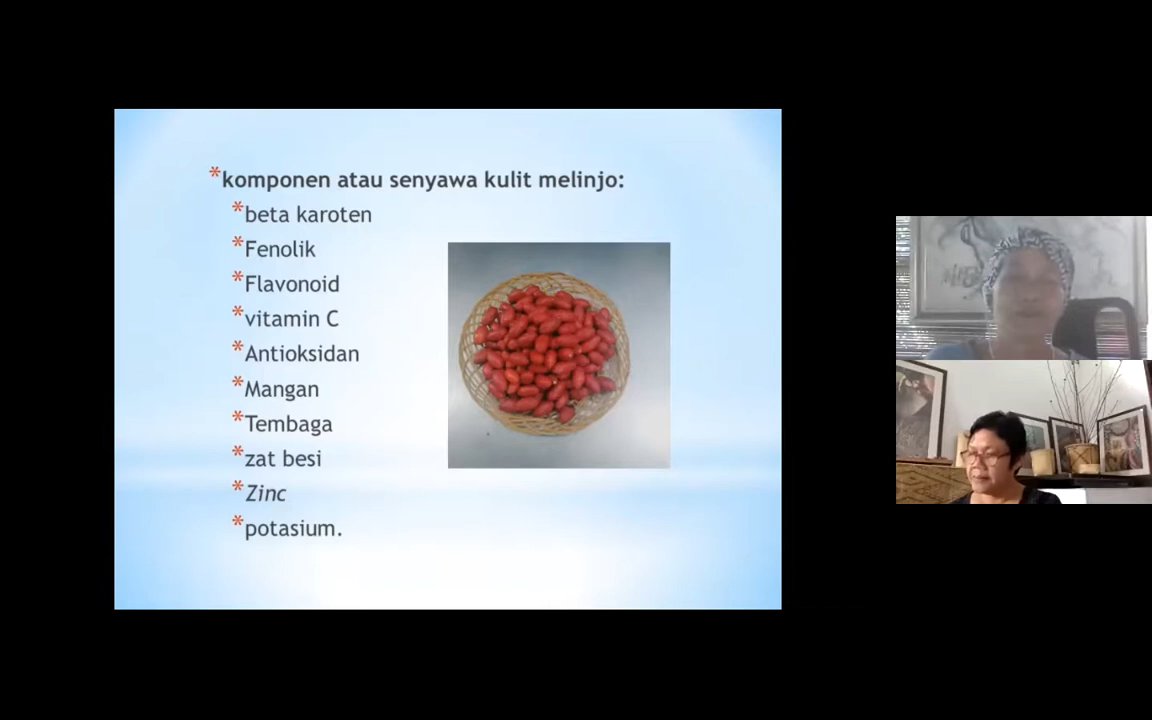 *komponen atau senyawa kulit melinjo:
*beta karoten
*Fenolik
*Flavonoid
*vitamin C
*Antioksidan
*Mangan
*Tembaga
*zat besi
*Zinc
*potasium.